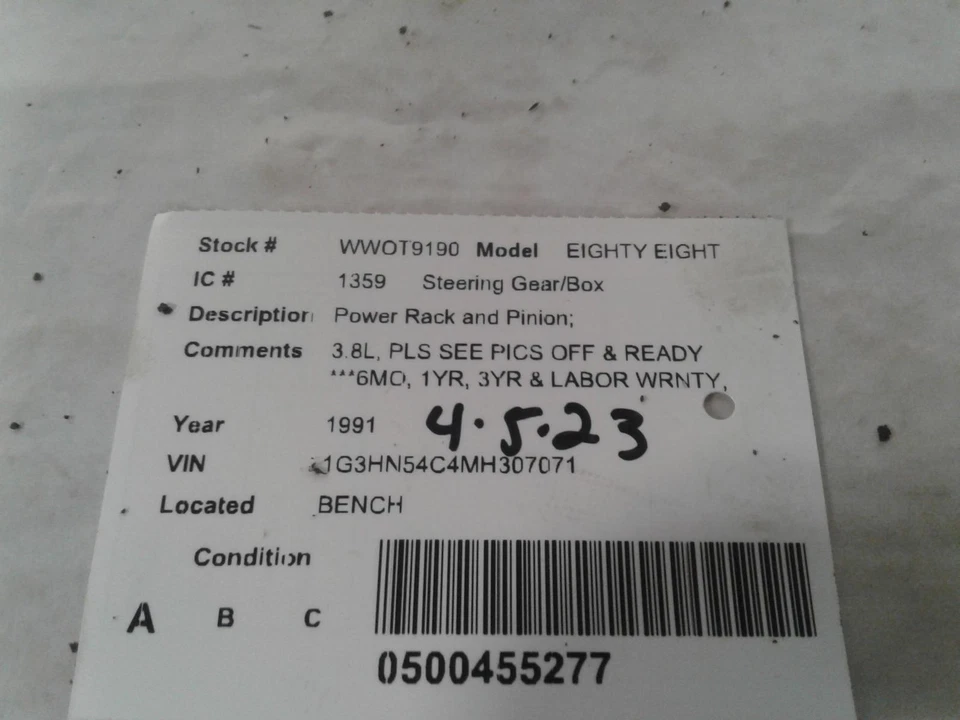 Stock # WWOT9190 Model EIGHTY EIGHT
IC # 1359 Steering Gear/Box
Description Power Rack and Pinion;
Comments 3.8L, PLS SEE PICS OFF & READY
***6MO, 1YR, 3YR & LABOR WRNTY,
Year 1991 4.5.23
VIN 1G3HN54C4MH307071
Located BENCH
Condition
A B C
0500455277